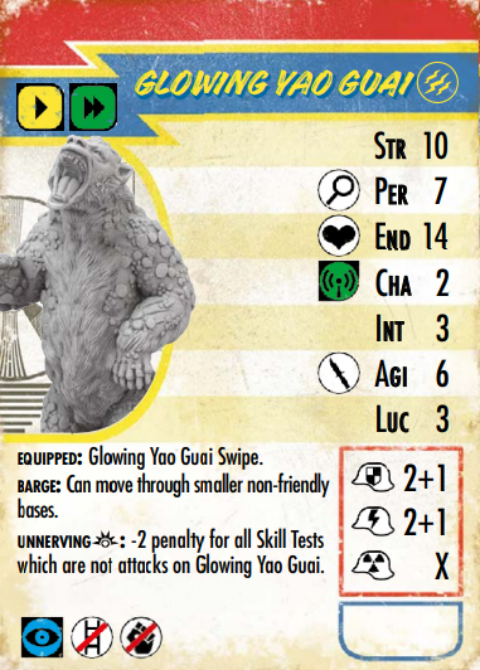 GLOWING YAO GUAI
STR 10
PER 7
END 14
CHA 2
INT 3
AGI 6
LUC 3
EQUIPPED: Glowing Yao Guai Swipe.
BARGE: Can move through smaller non-friendly
bases.
UNNERVING : -2 penalty for all Skill Tests
which are not attacks on Glowing Yao Guai.
2+1
2+1
X